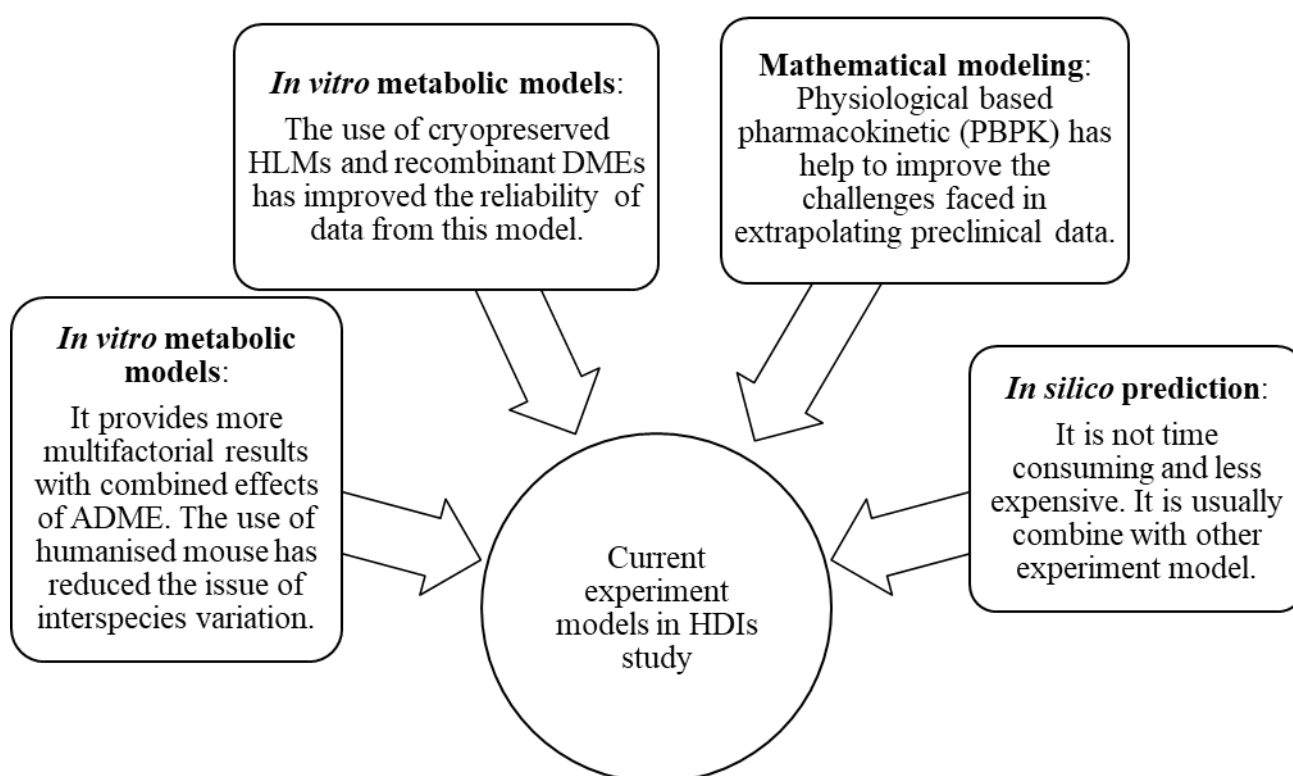 In vitro metabolic models:
The use of cryopreserved
HLMs and recombinant DMEs
has improved the reliability of
data from this model.
Mathematical modeling:
Physiological based
pharmacokinetic (PBPK) has
help to improve the
challenges faced in
extrapolating preclinical data.
In vitro metabolic
models:
It provides more
multifactorial results
with combined effects
of ADME. The use of
humanised mouse has
reduced the issue of
interspecies variation.
In silico prediction:
It is not time
consuming and less
expensive. It is usually
combine with other
experiment model.
Current
experiment
models in HDIs
study